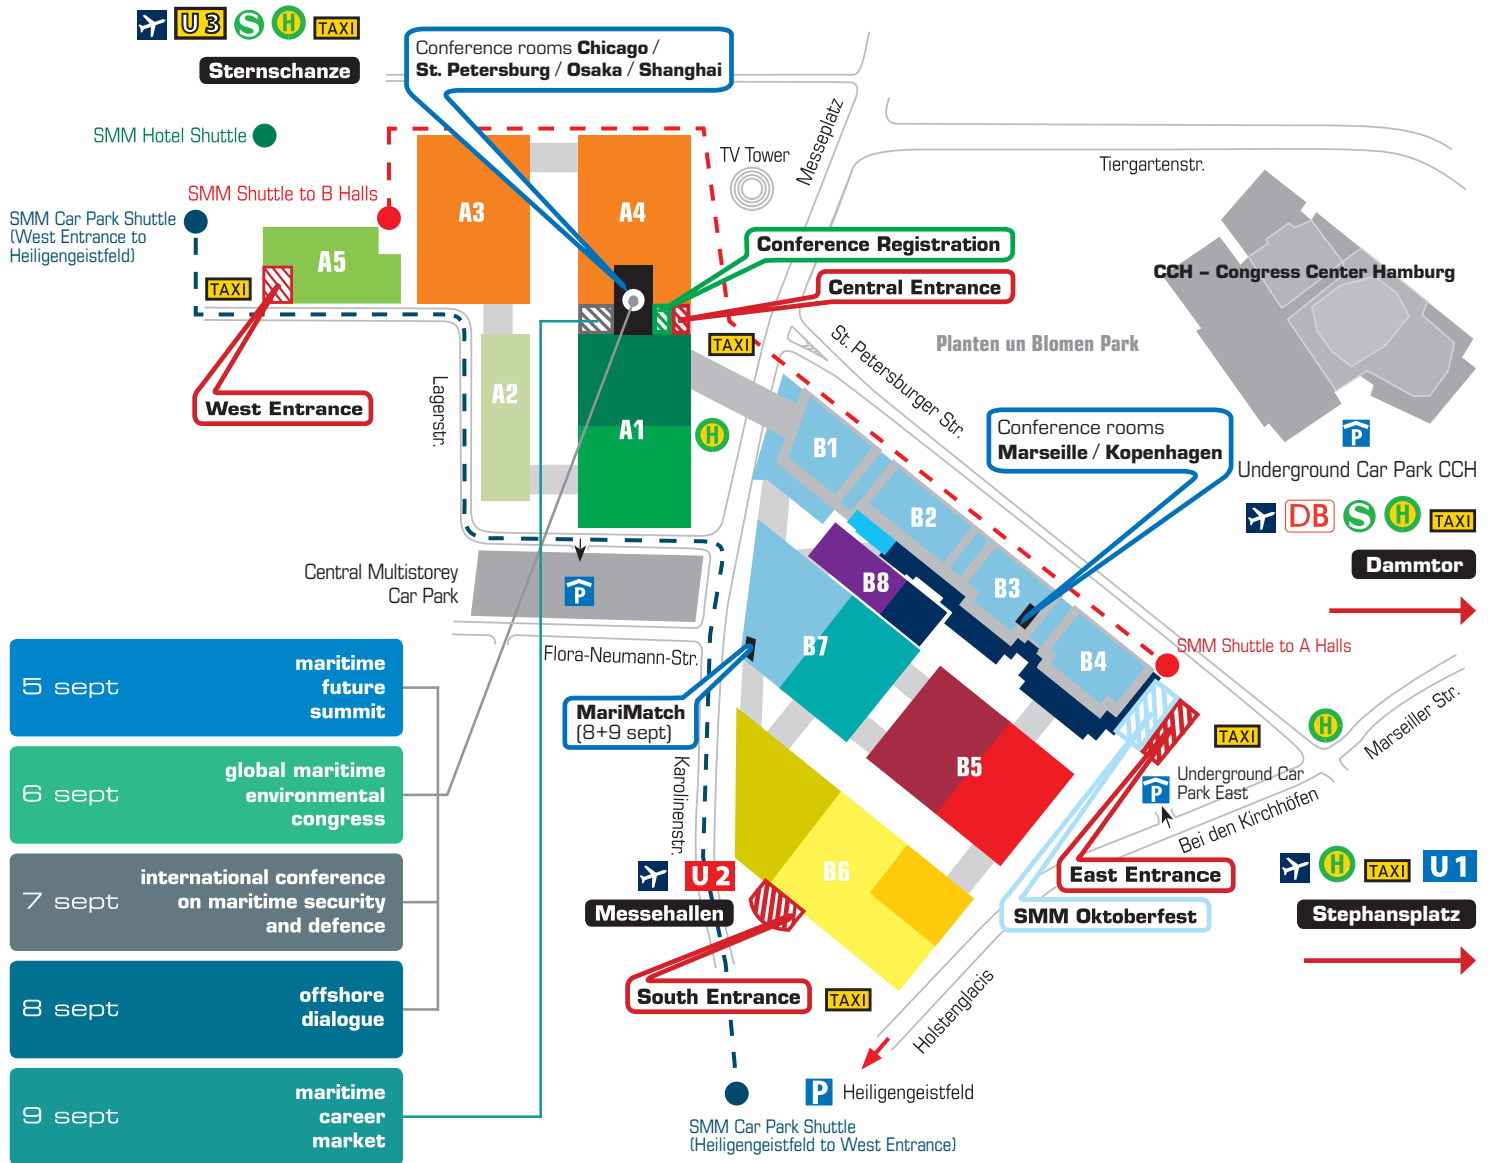 U3 S H TAXI
Sternschanze
Conference rooms Chicago /
St. Petersburg / Osaka / Shanghai
SMM Hotel Shuttle
SMM Shuttle to B Halls
SMM Car Park Shuttle
(West Entrance to
Heiligengeistfeld)
TAXI
A5
A3
A4
TV Tower
Messeplatz
Tiergartenstr.
Conference Registration
Central Entrance
CCH – Congress Center Hamburg
Planten un Blomen Park
St. Petersburger Str.
TAXI
West Entrance
Lagerstr.
A2
A1
H
B1
B2
B3
B4
Conference rooms
Marseille / Kopenhagen
P
Underground Car Park CCH
DB S H TAXI
Dammtor
Central Multistorey
Car Park
P
Flora-Neumann-Str.
B8
B7
MariMatch
(8+9 sept)
SMM Shuttle to A Halls
H
Marseiller Str.
TAXI
P
Underground Car
Park East
Bei den Kirchhöfen
B5
B6
Karolinenstr.
U2
Messehallen
East Entrance
SMM Oktoberfest
H TAXI U1
Stephansplatz
South Entrance
TAXI
Holstenglacis
P Heiligengeistfeld
SMM Car Park Shuttle
(Heiligengeistfeld to West Entrance)
5 sept
maritime
future
summit
6 sept
global maritime
environmental
congress
7 sept
international conference
on maritime security
and defence
8 sept
offshore
dialogue
9 sept
maritime
career
market